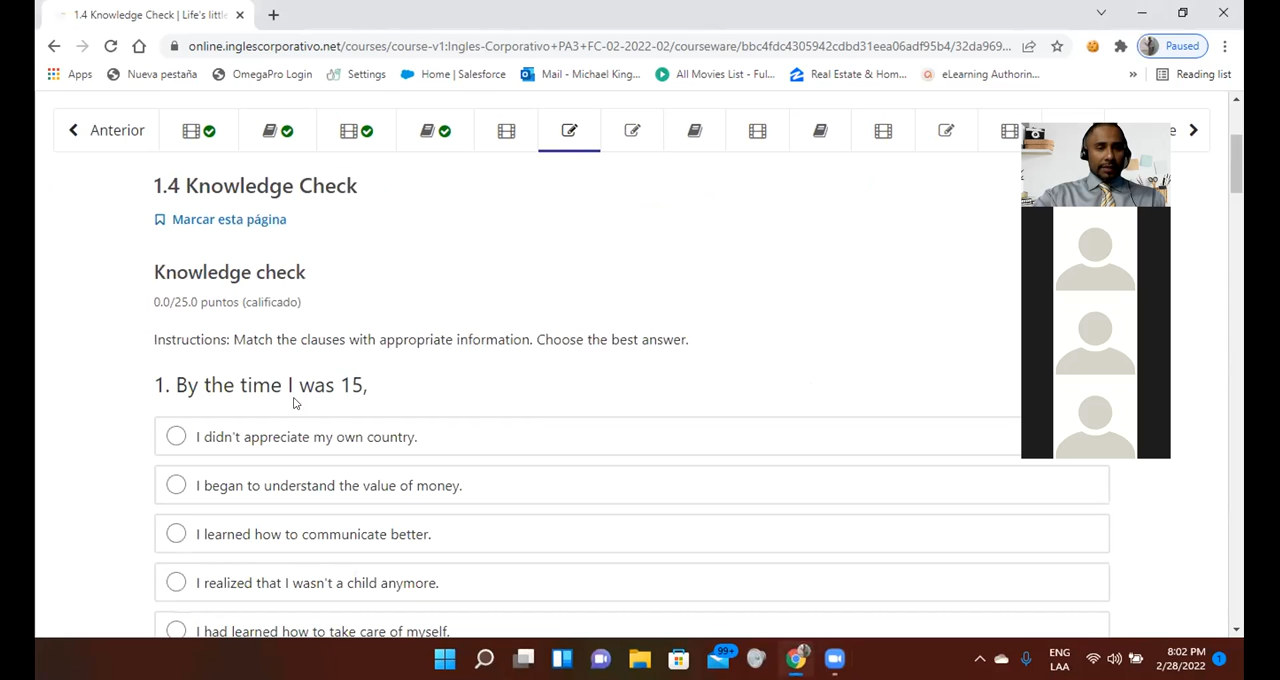 1.4 Knowledge Check | Life's little
online.inglescorporativo.net/courses/course-v1:Ingles-Corporativo+PA3+FC-02-2022-02/courseware/bbc4fdc4305942cdbd31eea06adf95b4/32da969...
Paused
Apps Nueva pestaña OmegaPro Login Settings Home | Salesforce Mail - Michael King... All Movies List - Ful... Real Estate & Hom... eLearning Authorin... » Reading list
Anterior
e
1.4 Knowledge Check
Marcar esta página
Knowledge check
0.0/25.0 puntos (calificado)
Instructions: Match the clauses with appropriate information. Choose the best answer.
1. By the time I was 15,
I didn't appreciate my own country.
I began to understand the value of money.
I learned how to communicate better.
I realized that I wasn't a child anymore.
I had learned how to take care of myself.
99+
ENG
LAA
8:02 PM
2/28/2022
1